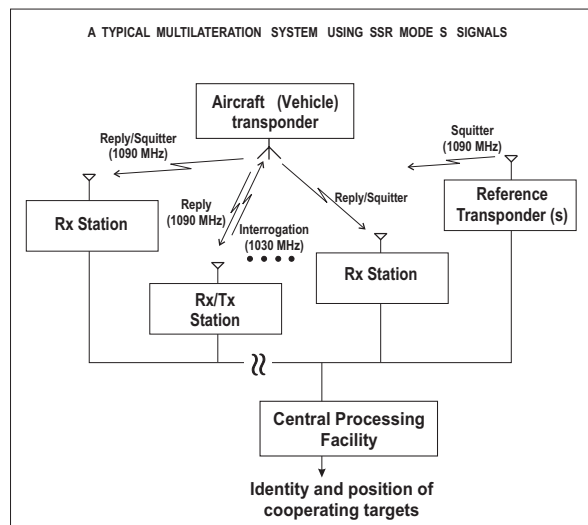 A TYPICAL MULTILATERATION SYSTEM USING SSR MODE S SIGNALS
Aircraft (Vehicle)
transponder
Reply/Squitter
(1090 MHz)
Squitter
(1090 MHz)
Rx Station
Reply
(1090 MHz)
Interrogation
(1030 MHz)
Reply/Squitter
Reference
Transponder (s)
Rx/Tx
Station
Rx Station
Central Processing
Facility
Identity and position of
cooperating targets